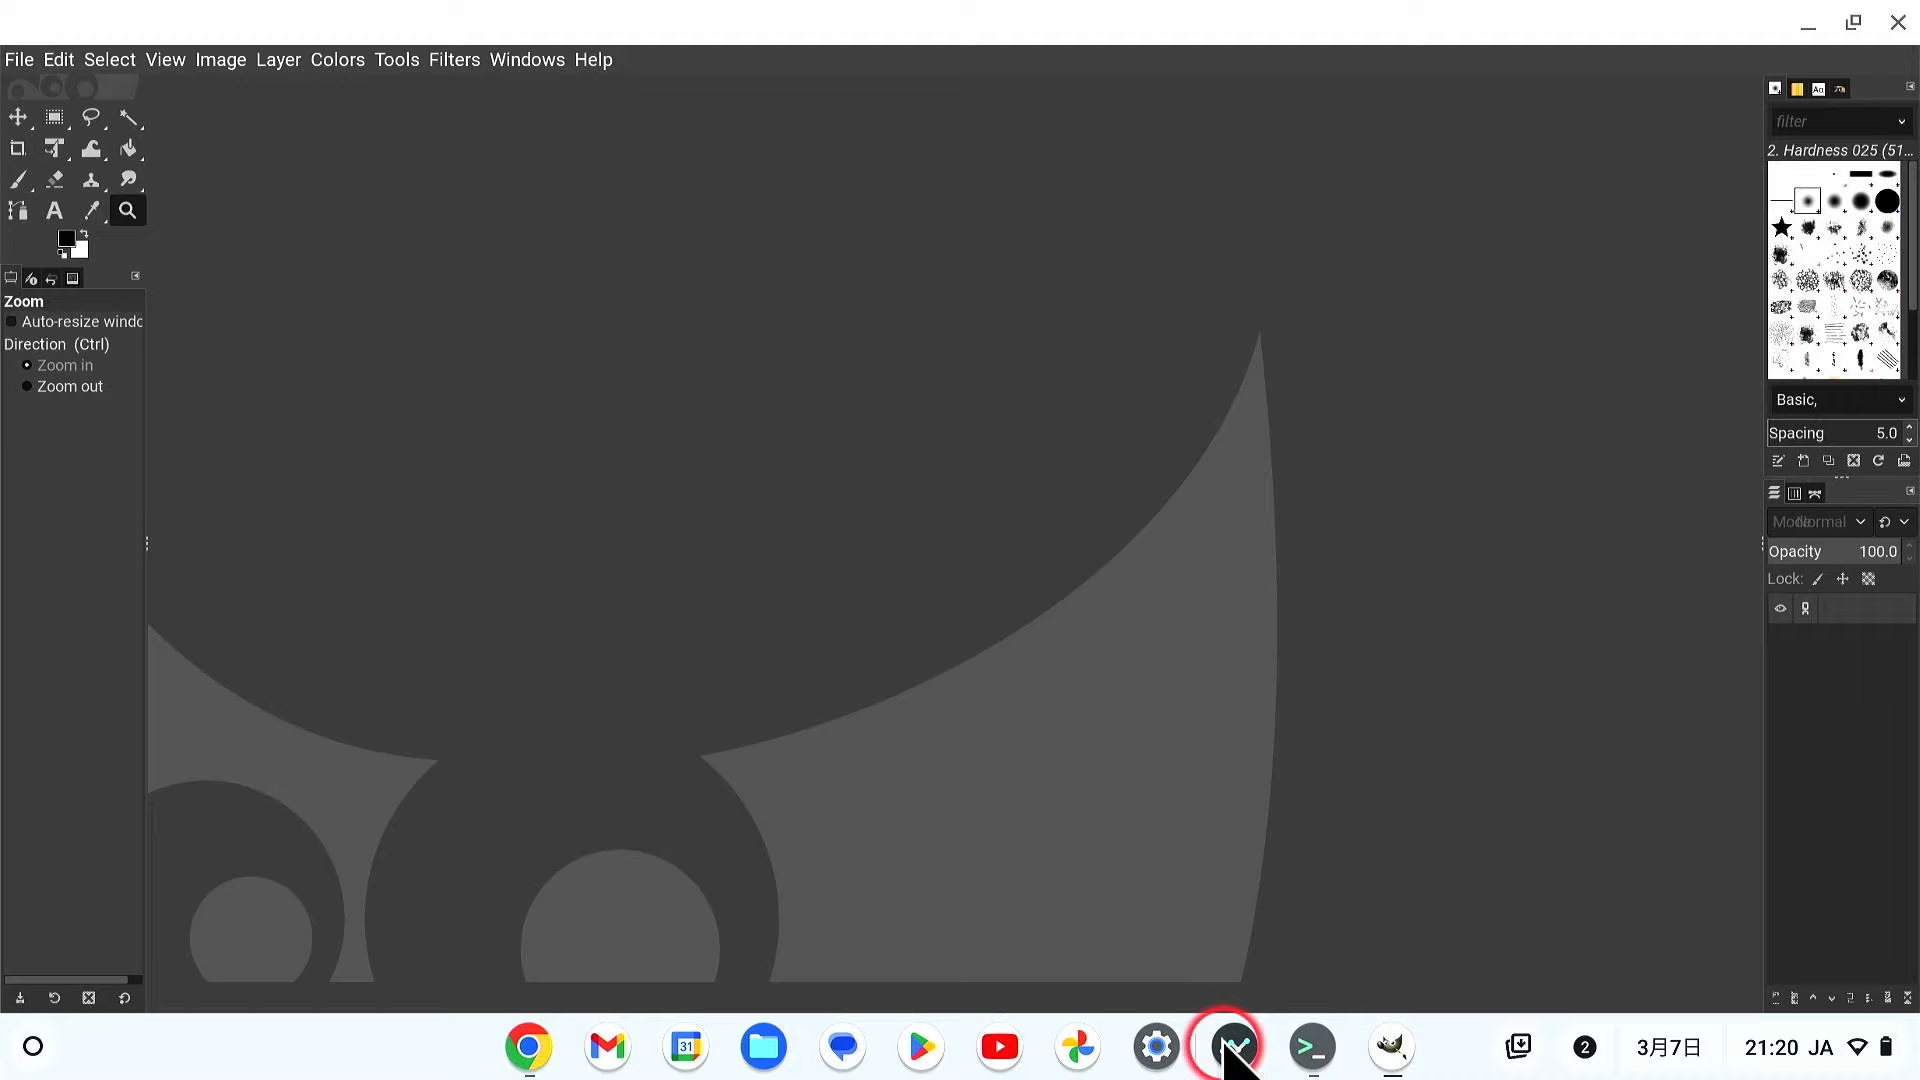 File Edit Select View Image Layer Colors Tools Filters Windows Help
Zoom
Auto-resize windo
Direction (Ctrl)
Zoom in
Zoom out
filter
2. Hardness 025 (51...
Basic,
Spacing 5.0
Normal
Opacity 100.0
Lock:
31
2
3月7日
21:20 JA